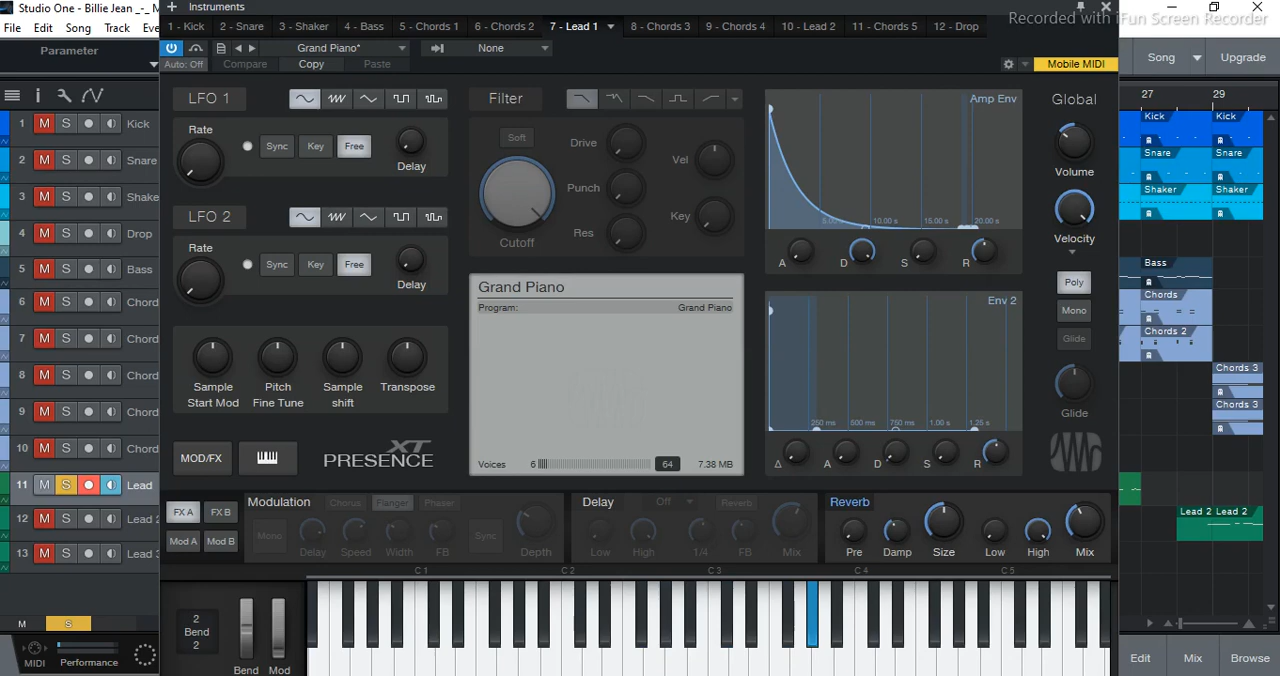 Studio One - Billie Jean _-_ M
Instruments
Recorded with iFun Screen Recorder
File Edit Song Track Eve
1 - Kick 2 - Snare 3 - Shaker 4 - Bass 5 - Chords 1 6 - Chords 2 7 - Lead 1 8 - Chords 3 9 - Chords 4 10 - Lead 2 11 - Chords 5 12 - Drop
Parameter
Grand Piano* None
Auto: Off Compare Copy Paste Mobile MIDI
Song Upgrade
27 29
LFO 1
Rate
Sync Key Free
Delay
LFO 2
Rate
Sync Key Free
Delay
Sample Start Mod
Pitch Fine Tune
Sample shift
Transpose
MOD/FX
XT
PRESENCE
Filter
Soft
Cutoff
Drive
Punch
Res
Vel
Key
Grand Piano
Program: Grand Piano
Voices 6 64 7.38 MB
Amp Env
5.00 s 10.00 s 15.00 s 20.00 s
A D S R
Env 2
250 ms 500 ms 750 ms 1.00 s 1.25 s
Δ A D S R
Global
Volume
Velocity
Poly
Mono
Glide
Glide
1 M S Kick
2 M S Snare
3 M S Shake
4 M S Drop
5 M S Bass
6 M S Chord
7 M S Chord
8 M S Chord
9 M S Chord
10 M S Chord
11 M S Lead
12 M S Lead 2
13 M S Lead 3
M S
MIDI Performance
Kick Kick
Snare Snare
Shaker Shaker
Bass
Chords
Chords 2
Chords 3
Chords 3
Lead 2 Lead 2
FX A FX B
Mod A Mod B
Modulation Chorus Flanger Phaser
Mono Delay Speed Width FB Sync Depth
Delay Off Reverb
Low High 1/4 FB Mix
Reverb
Pre Damp Size Low High Mix
C 1 C 2 C 3 C 4 C 5
2
Bend
2
Bend Mod
Edit Mix Browse